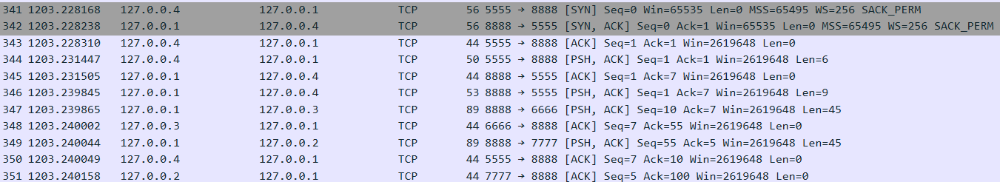 341 1203.228168 127.0.0.4 127.0.0.1 TCP 56 5555 → 8888 [SYN] Seq=0 Win=65535 Len=0 MSS=65495 WS=256 SACK_PERM
342 1203.228238 127.0.0.1 127.0.0.4 TCP 56 8888 → 5555 [SYN, ACK] Seq=0 Ack=1 Win=65535 Len=0 MSS=65495 WS=256 SACK_PERM
343 1203.228310 127.0.0.4 127.0.0.1 TCP 44 5555 → 8888 [ACK] Seq=1 Ack=1 Win=2619648 Len=0
344 1203.231447 127.0.0.4 127.0.0.1 TCP 50 5555 → 8888 [PSH, ACK] Seq=1 Ack=1 Win=2619648 Len=6
345 1203.231505 127.0.0.1 127.0.0.4 TCP 44 8888 → 5555 [ACK] Seq=1 Ack=7 Win=2619648 Len=0
346 1203.239845 127.0.0.1 127.0.0.4 TCP 53 8888 → 5555 [PSH, ACK] Seq=1 Ack=7 Win=2619648 Len=9
347 1203.239865 127.0.0.1 127.0.0.3 TCP 89 8888 → 6666 [PSH, ACK] Seq=10 Ack=7 Win=2619648 Len=45
348 1203.240002 127.0.0.3 127.0.0.1 TCP 44 6666 → 8888 [ACK] Seq=7 Ack=55 Win=2619648 Len=0
349 1203.240044 127.0.0.1 127.0.0.2 TCP 89 8888 → 7777 [PSH, ACK] Seq=55 Ack=5 Win=2619648 Len=45
350 1203.240049 127.0.0.4 127.0.0.1 TCP 44 5555 → 8888 [ACK] Seq=7 Ack=10 Win=2619648 Len=0
351 1203.240158 127.0.0.2 127.0.0.1 TCP 44 7777 → 8888 [ACK] Seq=5 Ack=100 Win=2619648 Len=0